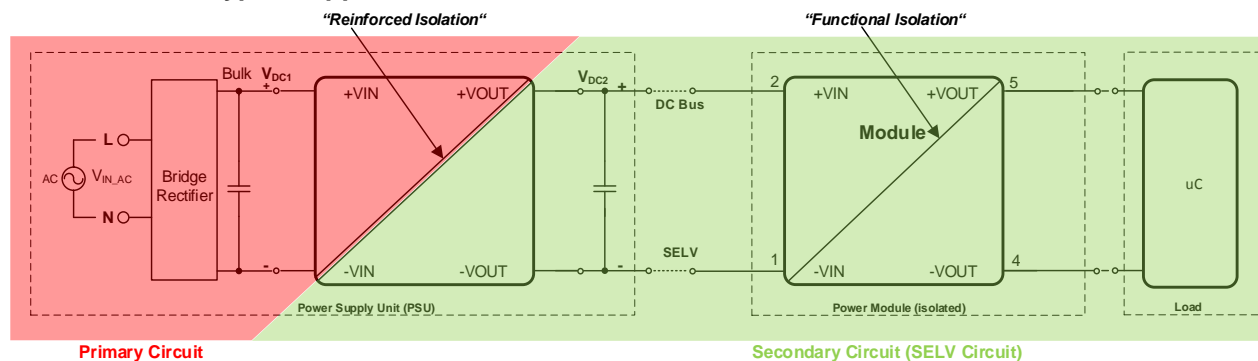 “Reinforced Isolation“
“Functional Isolation“
Bulk
VDC1
+
+VIN
+VOUT
VDC2
+
DC Bus
2
+VIN
+VOUT
5
Module
L
AC
VIN_AC
N
Bridge
Rectifier
uC
-
-VIN
-VOUT
-
SELV
1
-VIN
-VOUT
4
Power Supply Unit (PSU)
Power Module (isolated)
Load
Primary Circuit
Secondary Circuit (SELV Circuit)